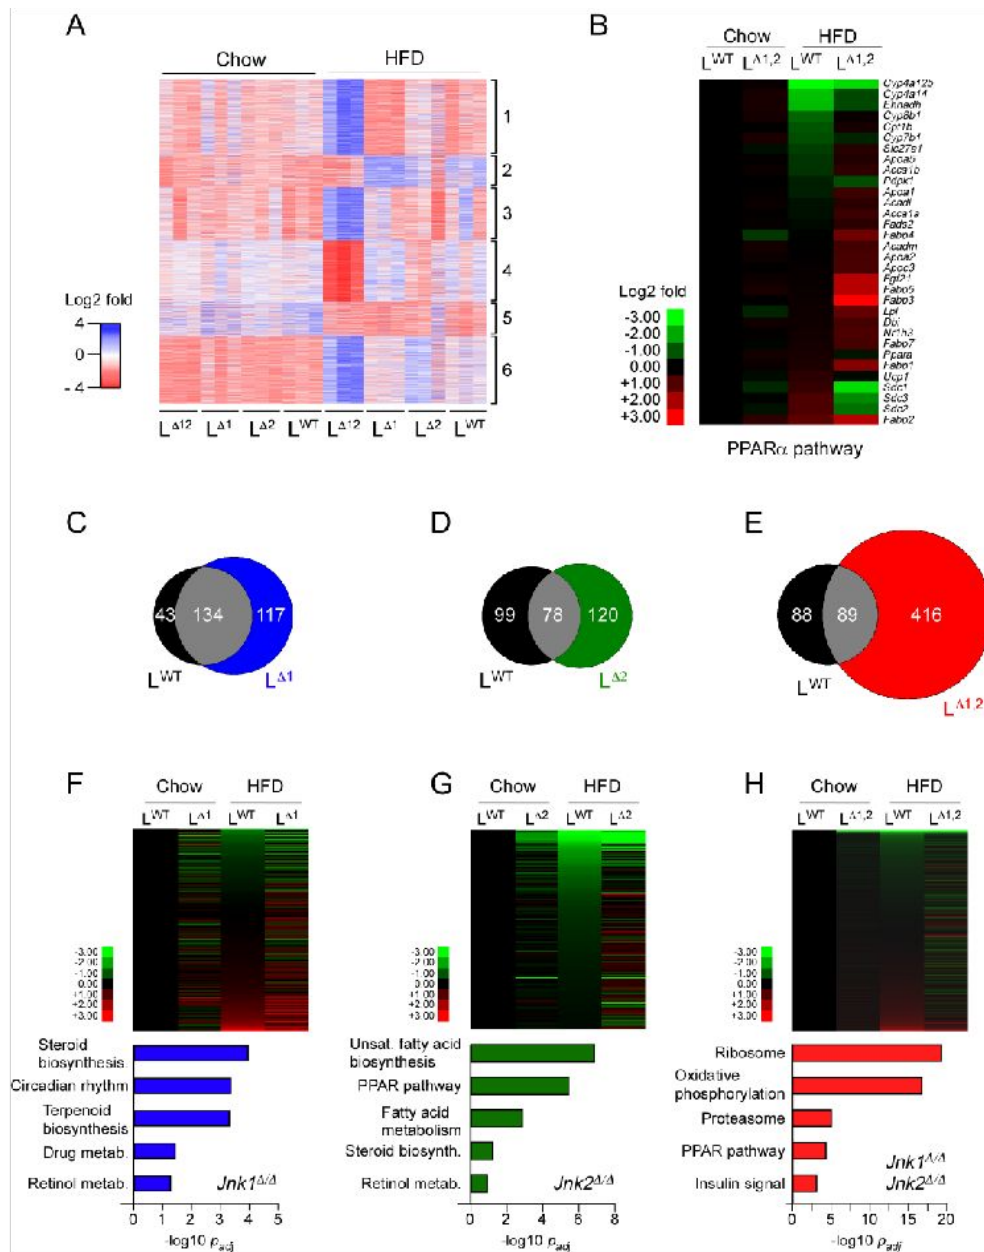 A
Chow
HFD
1
2
3
4
5
6
Log2 fold
4
0
- 4
LΔ12
LΔ1
LΔ2
LWT
LΔ12
LΔ1
LΔ2
LWT
B
Chow
HFD
LWT
LΔ1,2
LWT
LΔ1,2
Cyp4a14
Ehhadh
Cyp8b1
Cpt1b
Cyp7b1
Slc27a1
Apoa5
Acca1b
Pdpk1
Apoa1
Acadl
Acca1a
Fads2
Fabp4
Acadm
Apoa2
Apoc3
Fgf21
Fabp5
Fabp3
Lpl
Dbi
Nr1h3
Fabp7
Ppara
Fabp1
Ucp1
Sdc1
Sdc3
Sdc2
Fabp2
Log2 fold
-3.00
-2.00
-1.00
0.00
+1.00
+2.00
+3.00
PPARα pathway
C
43
134
117
LWT
LΔ1
D
99
78
120
LWT
LΔ2
E
88
89
416
LWT
LΔ1,2
F
Chow
HFD
LWT
LΔ1
LWT
LΔ1
-3.00
-2.00
-1.00
0.00
+1.00
+2.00
+3.00
Steroid
biosynthesis.
Circadian rhythm
Terpenoid
biosynthesis
Drug metab.
Retinol metab.
Jnk1Δ/Δ
0
1
2
3
4
5
-log10 padj
G
Chow
HFD
LWT
LΔ2
LWT
LΔ2
-3.00
-2.00
-1.00
0.00
+1.00
+2.00
+3.00
Unsat. fatty acid
biosynthesis
PPAR pathway
Fatty acid
metabolism
Steroid biosynth.
Retinol metab.
Jnk2Δ/Δ
0
2
4
6
8
-log10 padj
H
Chow
HFD
LWT
LΔ1,2
LWT
LΔ1,2
-3.00
-2.00
-1.00
0.00
+1.00
+2.00
+3.00
Ribosome
Oxidative
phosphorylation
Proteasome
PPAR pathway
Insulin signal
Jnk1Δ/Δ
Jnk2Δ/Δ
0
5
10
15
20
-log10 padj